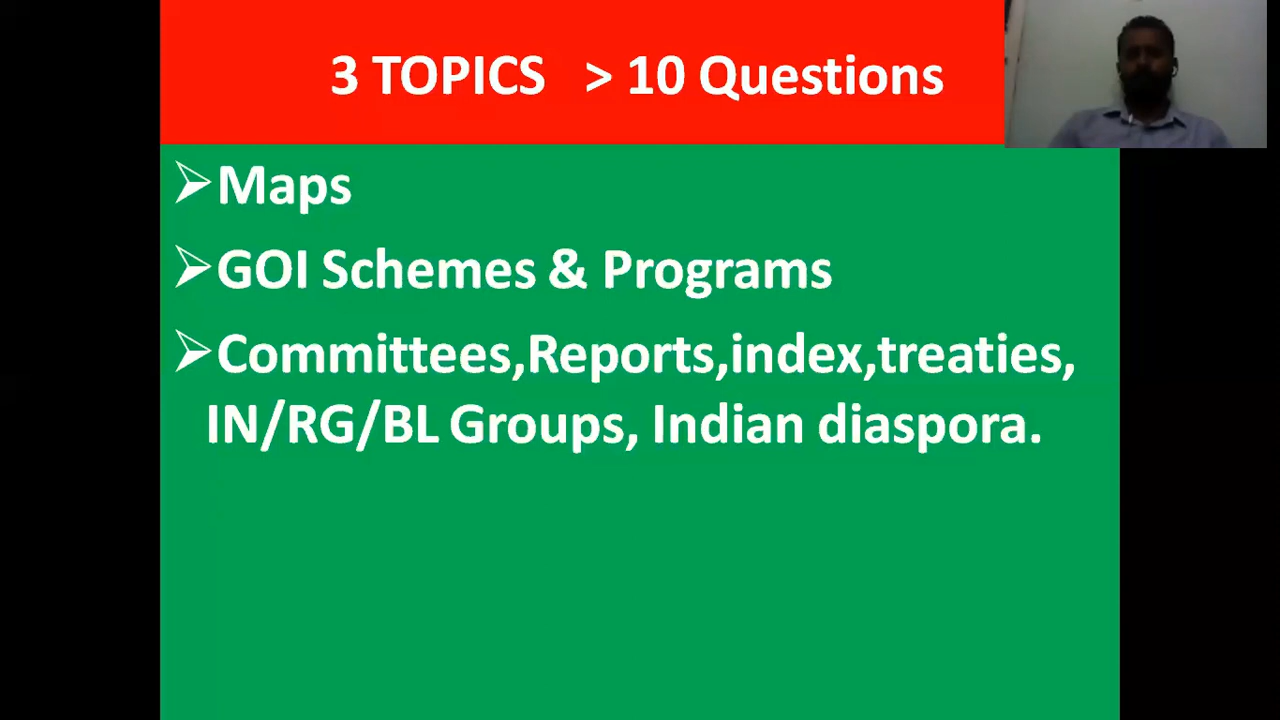 3 TOPICS > 10 Questions
Maps
GOI Schemes & Programs
Committees,Reports,index,treaties,
IN/RG/BL Groups, Indian diaspora.